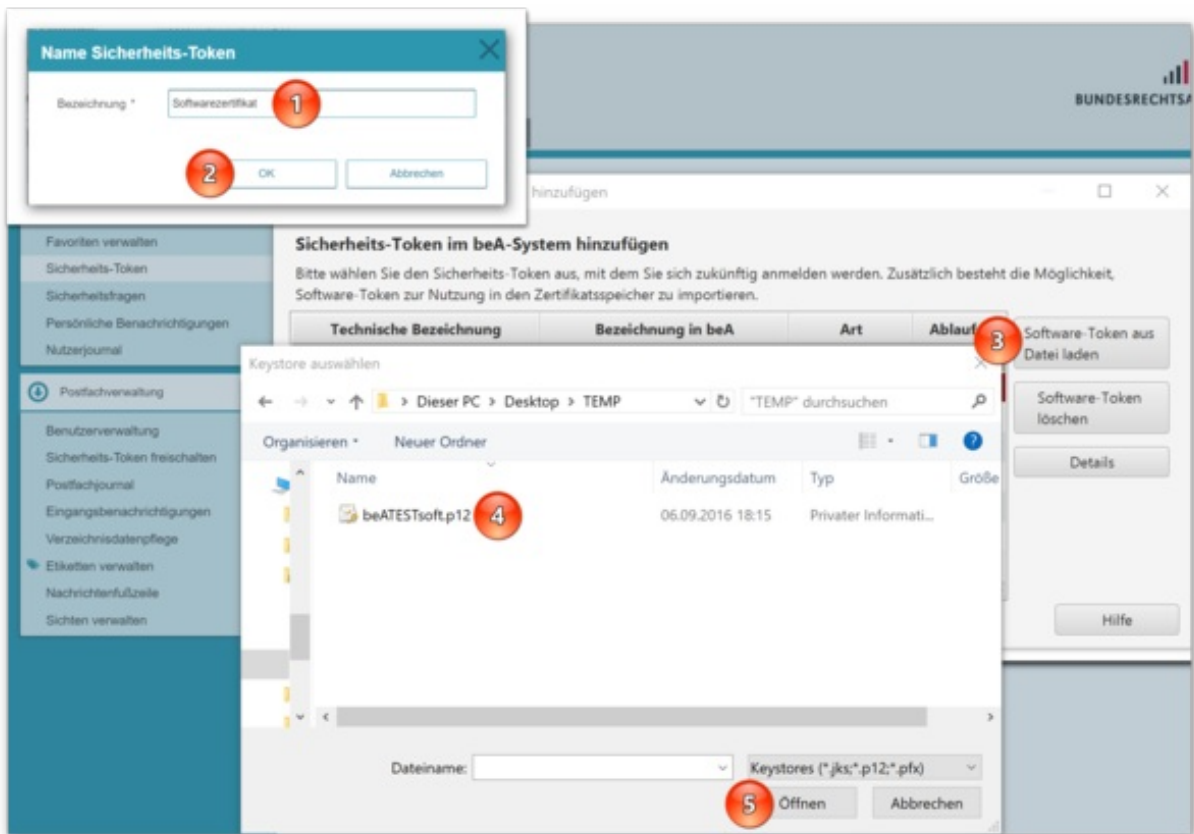 Name Sicherheits-Token
Bezeichnung *
Softwarezertifikat
1
2
OK
Abbrechen
BUNDESRECHTSA
hinzufügen
Favoriten verwalten
Sicherheits-Token
Sicherheitsfragen
Persönliche Benachrichtigungen
Nutzerjournal
Postfachverwaltung
Benutzerverwaltung
Sicherheits-Token freischalten
Postfachjournal
Eingangsbenachrichtigungen
Verzeichnisdatenpflege
Etiketten verwalten
Nachrichtenfußzeile
Sichten verwalten
Sicherheits-Token im beA-System hinzufügen
Bitte wählen Sie den Sicherheits-Token aus, mit dem Sie sich zukünftig anmelden werden. Zusätzlich besteht die Möglichkeit,
Software-Token zur Nutzung in den Zertifikatsspeicher zu importieren.
Technische Bezeichnung Bezeichnung in beA Art Ablauf
3
Software-Token aus
Datei laden
Software-Token
löschen
Details
Hilfe
Keystore auswählen
> Dieser PC > Desktop > TEMP
"TEMP" durchsuchen
Organisieren Neuer Ordner
Name Änderungsdatum Typ Größe
beATESTsoft.p12 4 06.09.2016 18:15 Privater Informati...
Dateiname: Keystores (*.jks;*.p12;*.pfx)
5 Öffnen Abbrechen